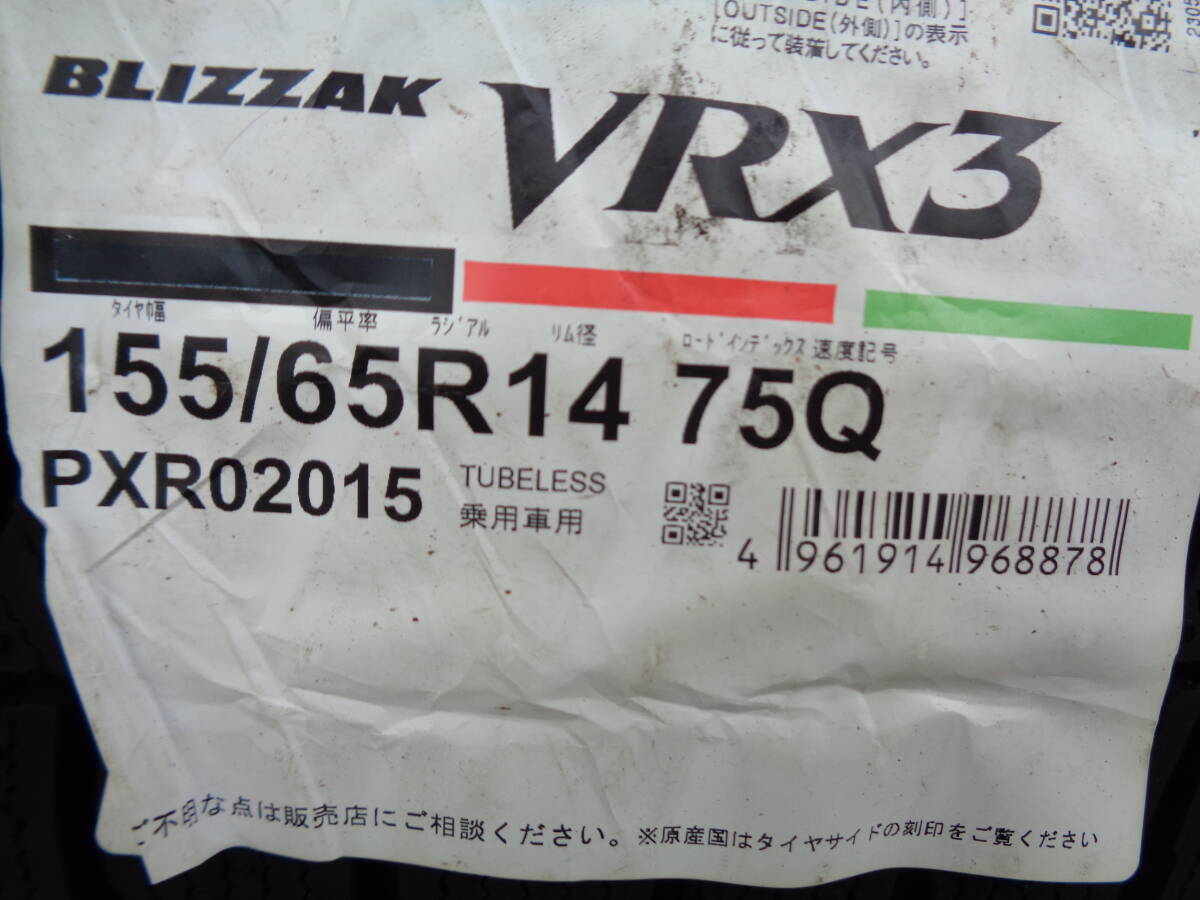 [OUTSIDE(外側)]の表示
に従って装着してください。
BLIZZAK VRX3
タイヤ巾幅 偏平率 ラジアル リム径 ロードインデックス 速度記号
155/65R14 75Q
PXR02015 TUBELESS
乗用車用
4 961914 968878
ご不明な点は販売店にご相談ください。※原産国はタイヤサイドの刻印をご覧ください